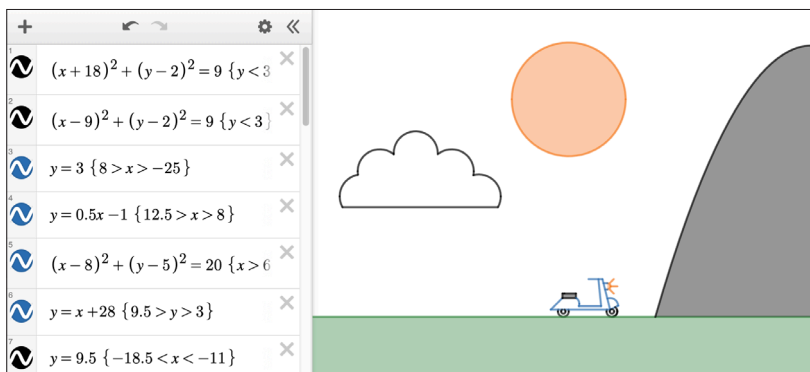 1
(x+18)²+(y−2)²=9 {y<3
2
(x−9)²+(y−2)²=9 {y<3}
3
y=3 {8>x>−25}
4
y=0.5x−1 {12.5>x>8}
5
(x−8)²+(y−5)²=20 {x>6
6
y=x+28 {9.5>y>3}
7
y=9.5 {−18.5<x<−11}